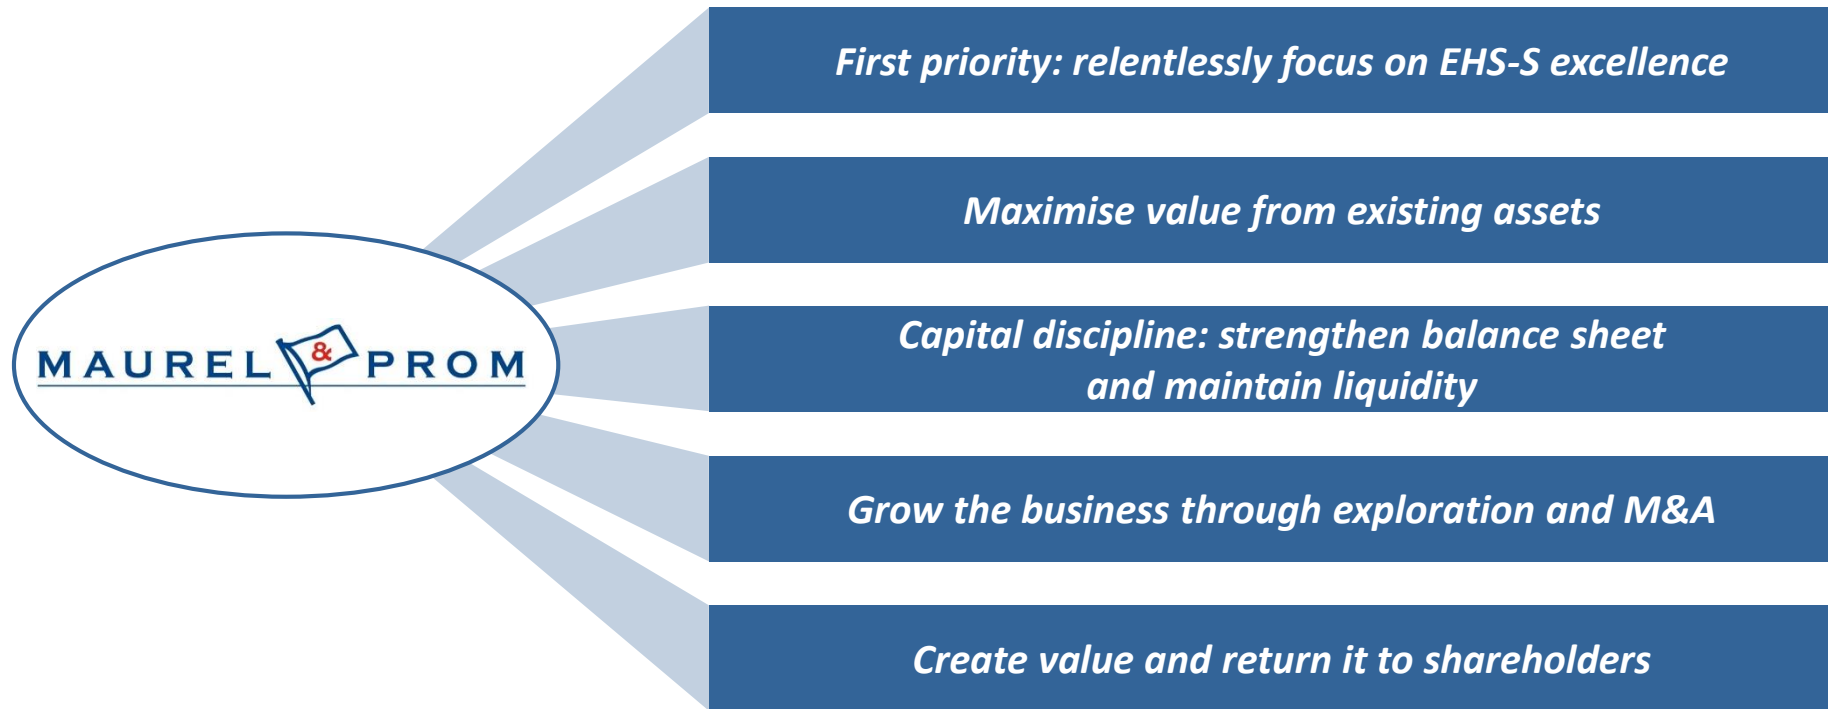 First priority: relentlessly focus on EHS-S excellence
Maximise value from existing assets
MAUREL & PROM
Capital discipline: strengthen balance sheet
and maintain liquidity
Grow the business through exploration and M&A
Create value and return it to shareholders